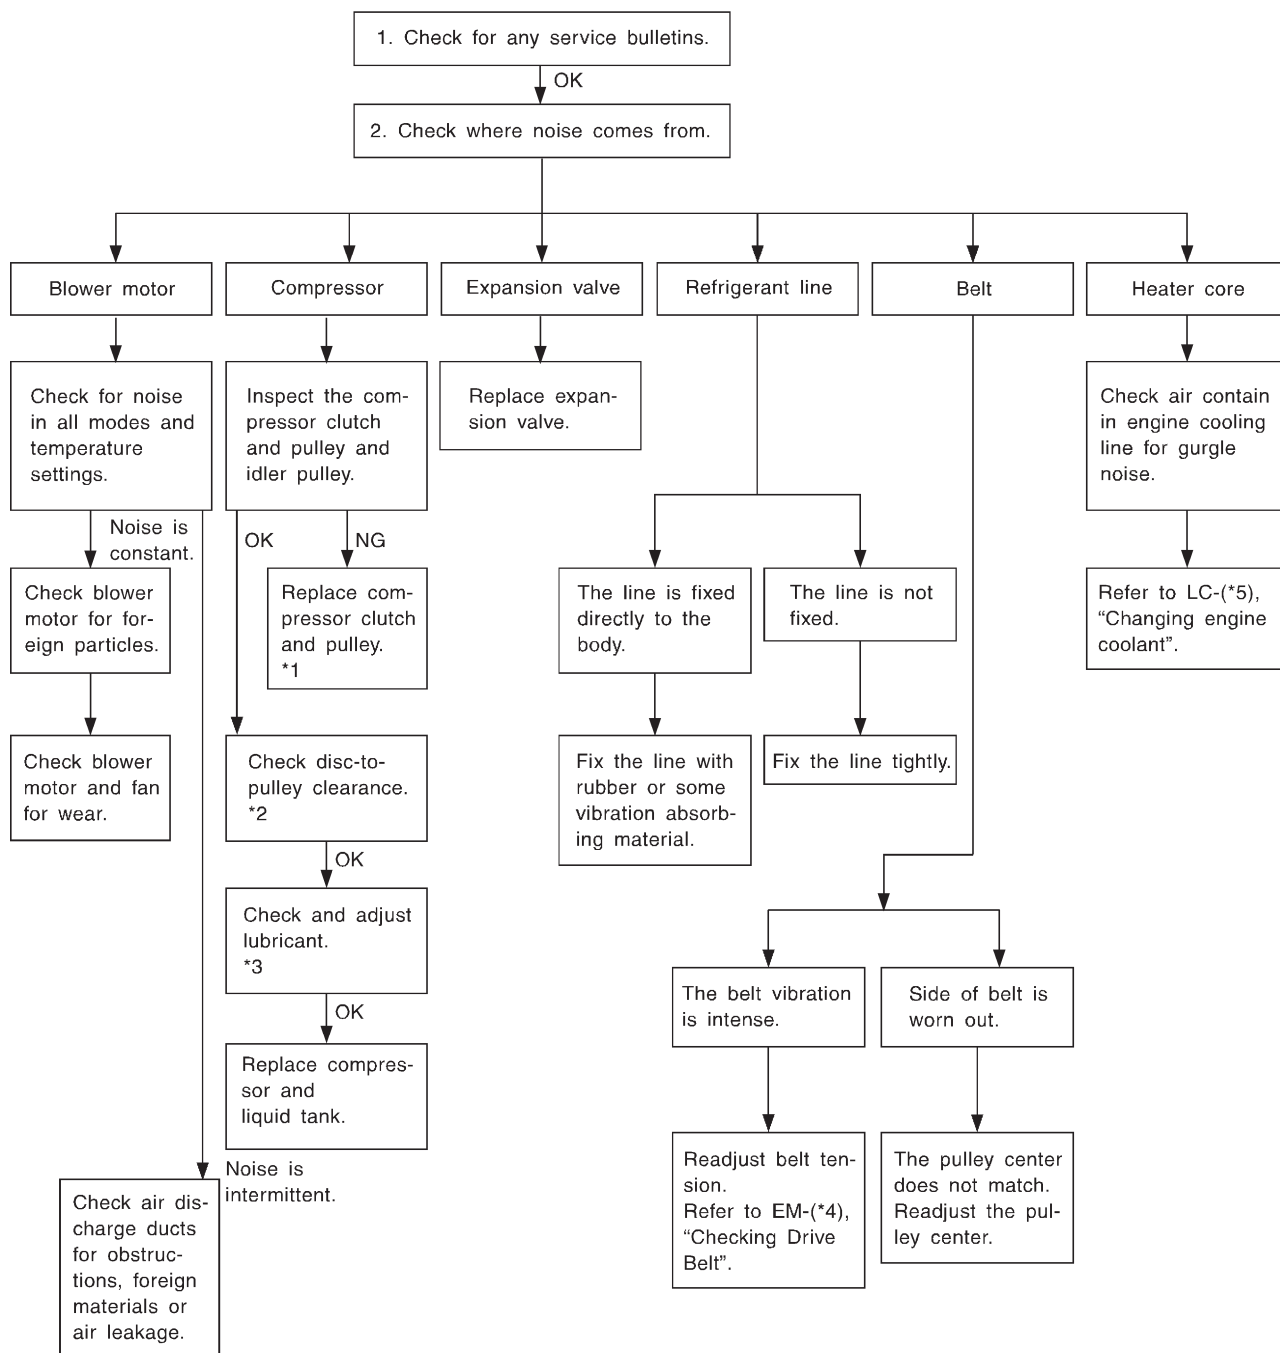 1. Check for any service bulletins.
OK
2. Check where noise comes from.
Blower motor
Compressor
Expansion valve
Refrigerant line
Belt
Heater core
Check for noise
in all modes and
temperature
settings.
Inspect the com-
pressor clutch
and pulley and
idler pulley.
Replace expan-
sion valve.
Check air contain
in engine cooling
line for gurgle
noise.
Noise is
constant.
OK
NG
Check blower
motor for for-
eign particles.
Replace com-
pressor clutch
and pulley.
*1
The line is fixed
directly to the
body.
The line is not
fixed.
Refer to LC-(*5),
“Changing engine
coolant”.
Check blower
motor and fan
for wear.
Check disc-to-
pulley clearance.
*2
Fix the line with
rubber or some
vibration absorb-
ing material.
Fix the line tightly.
OK
Check and adjust
lubricant.
*3
OK
Replace compres-
sor and
liquid tank.
The belt vibration
is intense.
Side of belt is
worn out.
Noise is
intermittent.
Check air dis-
charge ducts
for obstruc-
tions, foreign
materials or
air leakage.
Readjust belt ten-
sion.
Refer to EM-(*4),
“Checking Drive
Belt”.
The pulley center
does not match.
Readjust the pul-
ley center.